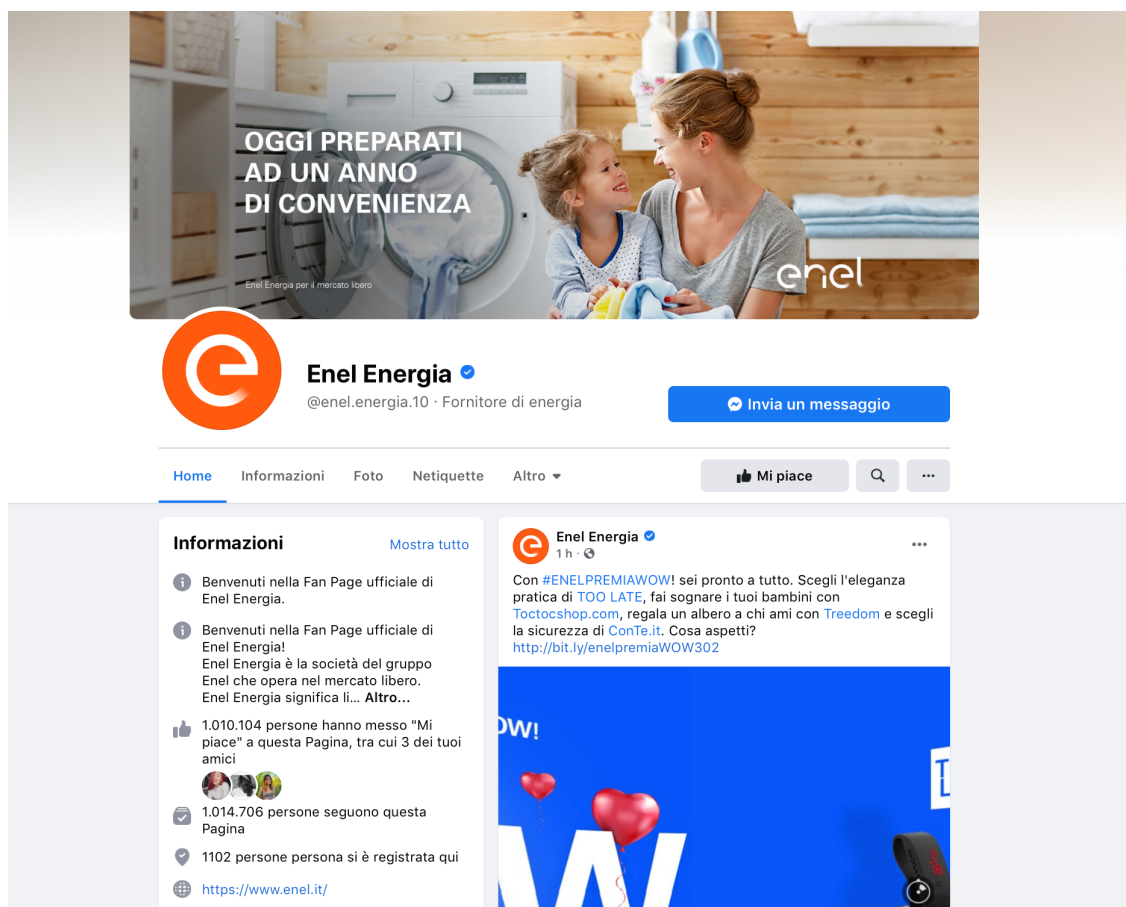 OGGI PREPARATI
AD UN ANNO
DI CONVENIENZA
Enel Energia per il mercato libero
enel
Enel Energia
@enel.energia.10 · Fornitore di energia
Invia un messaggio
Home
Informazioni
Foto
Netiquette
Altro
Mi piace
Informazioni
Mostra tutto
Benvenuti nella Fan Page ufficiale di
Enel Energia.
Benvenuti nella Fan Page ufficiale di
Enel Energia!
Enel Energia è la società del gruppo
Enel che opera nel mercato libero.
Enel Energia significa li... Altro...
1.010.104 persone hanno messo "Mi
piace" a questa Pagina, tra cui 3 dei tuoi
amici
1.014.706 persone seguono questa
Pagina
1102 persone persona si è registrata qui
https://www.enel.it/
Enel Energia
1 h ·
Con #ENELPREMIAWOW! sei pronto a tutto. Scegli l'eleganza
pratica di TOO LATE, fai sognare i tuoi bambini con
Toctocshop.com, regala un albero a chi ami con Treedom e scegli
la sicurezza di ConTe.it. Cosa aspetti?
http://bit.ly/enelpremiaWOW302
OW!
OW